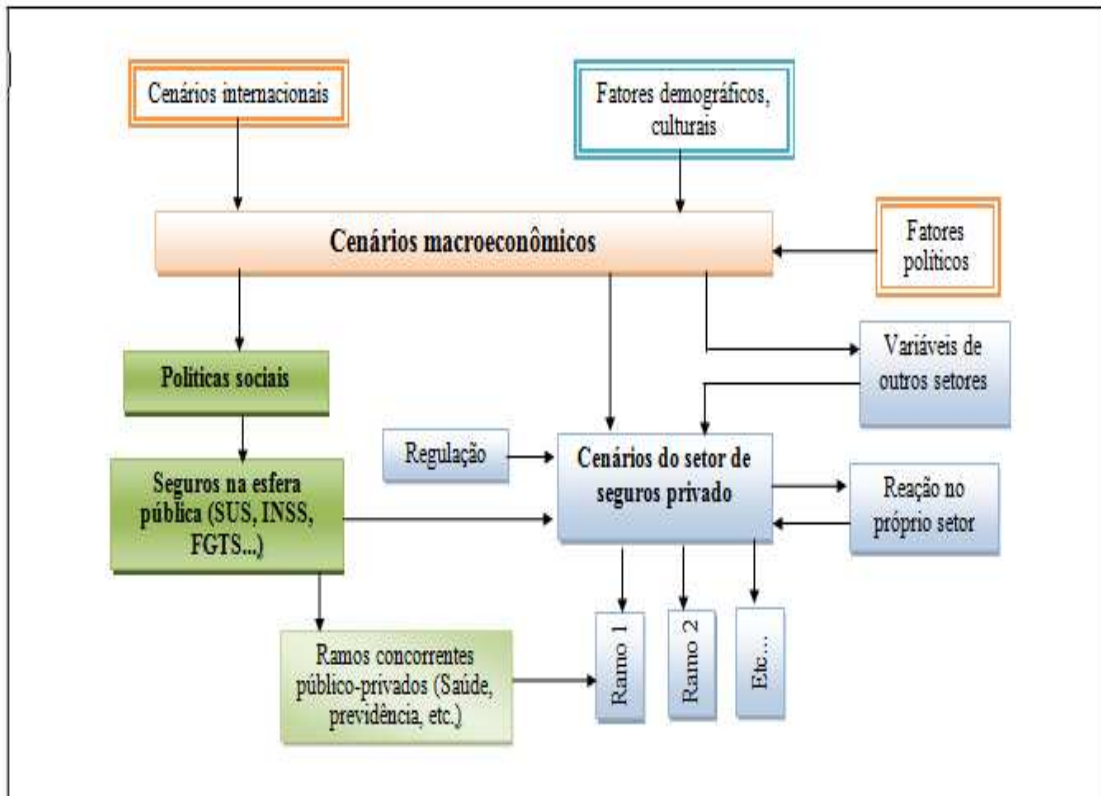 Cenários internacionais
Fatores demográficos,
culturais
Cenários macroeconômicos
Fatores
políticos
Políticas sociais
Variáveis de
outros setores
Regulação
Cenários do setor de
seguros privado
Seguros na esfera
pública (SUS, INSS,
FGTS...)
Reação no
próprio setor
Ramos concorrentes
público-privados (Saúde,
previdência, etc.)
Ramo 1
Ramo 2
Etc...